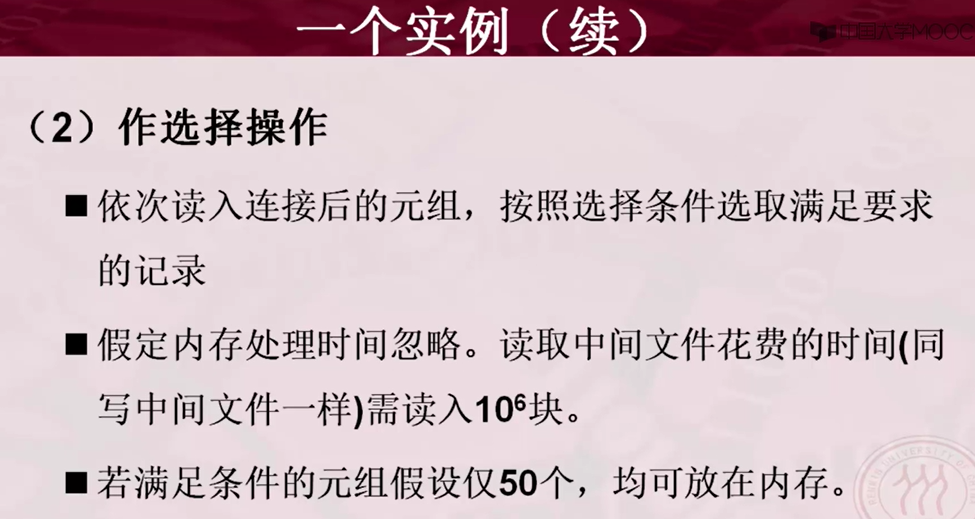 一个实例（续）
中国大学MOOC
（2）作选择操作
■ 依次读入连接后的元组，按照选择条件选取满足要求
的记录
■ 假定内存处理时间忽略。读取中间文件花费的时间(同
写中间文件一样)需读入10⁶块。
■ 若满足条件的元组假设仅50个，均可放在内存。